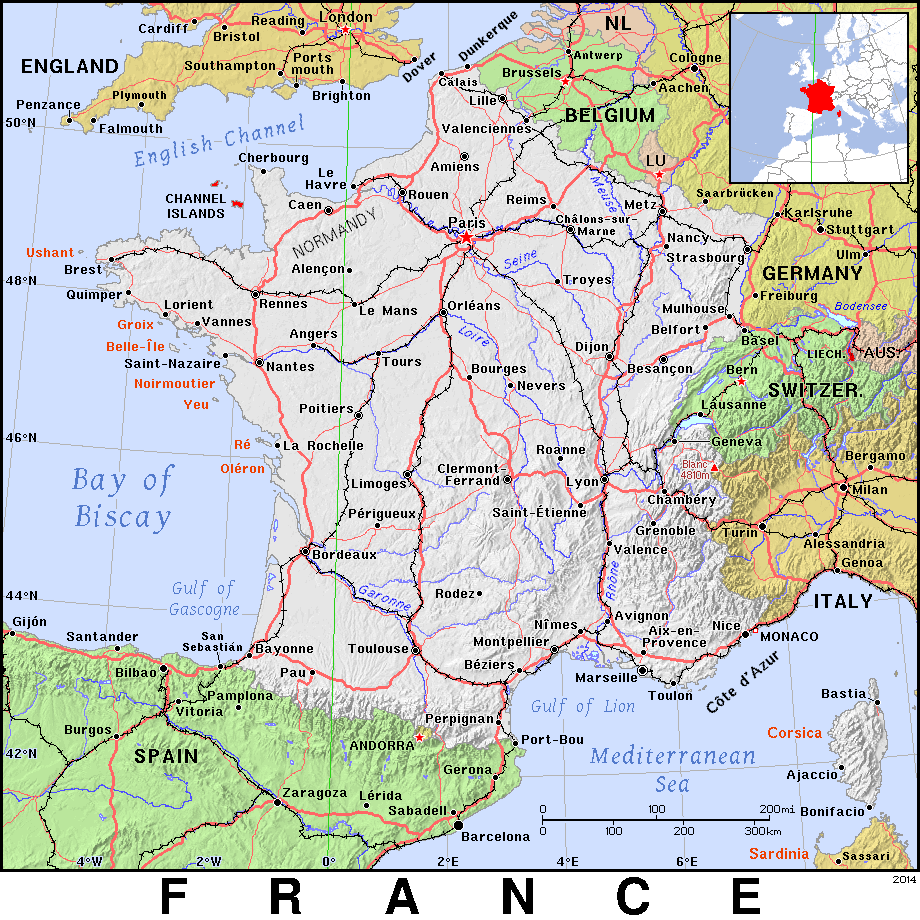 London
Reading
Cardiff
Bristol
NL
Dunkerque
ENGLAND
Southampton
Ports
mouth
Dover
Antwerp
Cologne
Calais
Brussels
Aachen
Plymouth
Brighton
Penzance
Lille
BELGIUM
Falmouth
50°N
Valenciennes
English Channel
Cherbourg
Amiens
LU
Le
Havre
Rouen
Meuse
Saarbrücken
CHANNEL
ISLANDS
Caen
Reims
Metz
Karlsruhe
NORMANDY
Paris
Châlons-sur-
Marne
Stuttgart
Nancy
Ushant
Brest
Alençon
Seine
Strasbourg
Ulm
GERMANY
48°N
Quimper
Troyes
Lorient
Rennes
Le Mans
Orléans
Freiburg
Mulhouse
Bodensee
Groix
Vannes
Angers
Loire
Belfort
Basel
Belle-Île
Dijon
LIECH.
AUS.
Saint-Nazaire
Nantes
Tours
Bourges
Besançon
Bern
Noirmoutier
Nevers
SWITZER.
Yeu
Poitiers
Lausanne
46°N
Ré
La Rochelle
Geneva
Oléron
Roanne
Bergamo
Blanc
4810m
Bay of
Biscay
Clermont-
Ferrand
Limoges
Lyon
Milan
Chambéry
Périgueux
Saint-Étienne
Grenoble
Turin
Alessandria
Bordeaux
Valence
Genoa
44°N
Gulf of
Gascogne
Garonne
Rodez
Rhône
ITALY
Gijón
Avignon
Santander
San
Sebastián
Bayonne
Toulouse
Nîmes
Montpellier
Aix-en-
Provence
Nice
MONACO
Bilbao
Pau
Béziers
Marseille
Toulon
Côte d'Azur
Pamplona
Vitoria
Bastia
Burgos
Perpignan
Gulf of Lion
Corsica
42°N
SPAIN
ANDORRA
Port-Bou
Mediterranean
Sea
Gerona
Ajaccio
Zaragoza
Lérida
Sabadell
Barcelona
0 100 200mi
0 100 200 300km
Bonifacio
Sardinia
Sassari
4°W
2°W
0°
2°E
4°E
6°E
2014
FRANCE